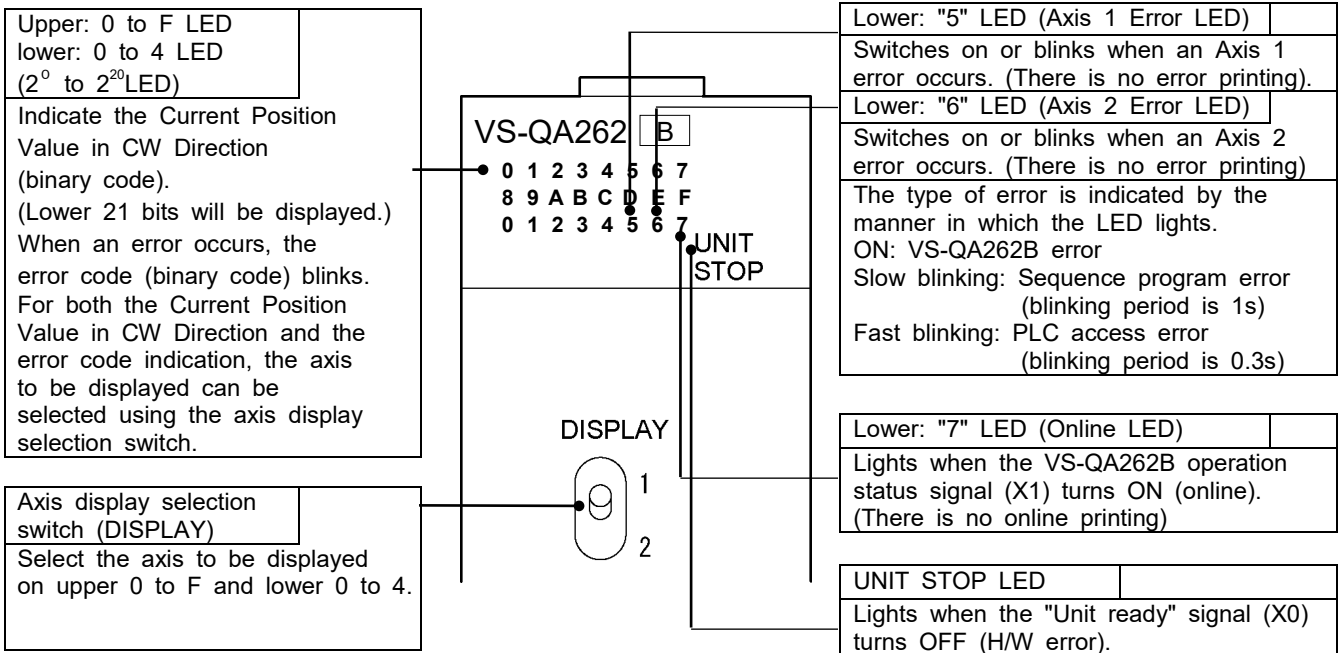 Upper: 0 to F LED
lower: 0 to 4 LED
(2⁰ to 2²⁰LED)
Indicate the Current Position
Value in CW Direction
(binary code).
(Lower 21 bits will be displayed.)
When an error occurs, the
error code (binary code) blinks.
For both the Current Position
Value in CW Direction and the
error code indication, the axis
to be displayed can be
selected using the axis display
selection switch.
Axis display selection
switch (DISPLAY)
Select the axis to be displayed
on upper 0 to F and lower 0 to 4.
VS-QA262 B
0 1 2 3 4 5 6 7
8 9 A B C D E F
0 1 2 3 4 5 6 7
UNIT
STOP
DISPLAY
1
2
Lower: "5" LED (Axis 1 Error LED)
Switches on or blinks when an Axis 1
error occurs. (There is no error printing).
Lower: "6" LED (Axis 2 Error LED)
Switches on or blinks when an Axis 2
error occurs. (There is no error printing)
The type of error is indicated by the
manner in which the LED lights.
ON: VS-QA262B error
Slow blinking: Sequence program error
(blinking period is 1s)
Fast blinking: PLC access error
(blinking period is 0.3s)
Lower: "7" LED (Online LED)
Lights when the VS-QA262B operation
status signal (X1) turns ON (online).
(There is no online printing)
UNIT STOP LED
Lights when the "Unit ready" signal (X0)
turns OFF (H/W error).